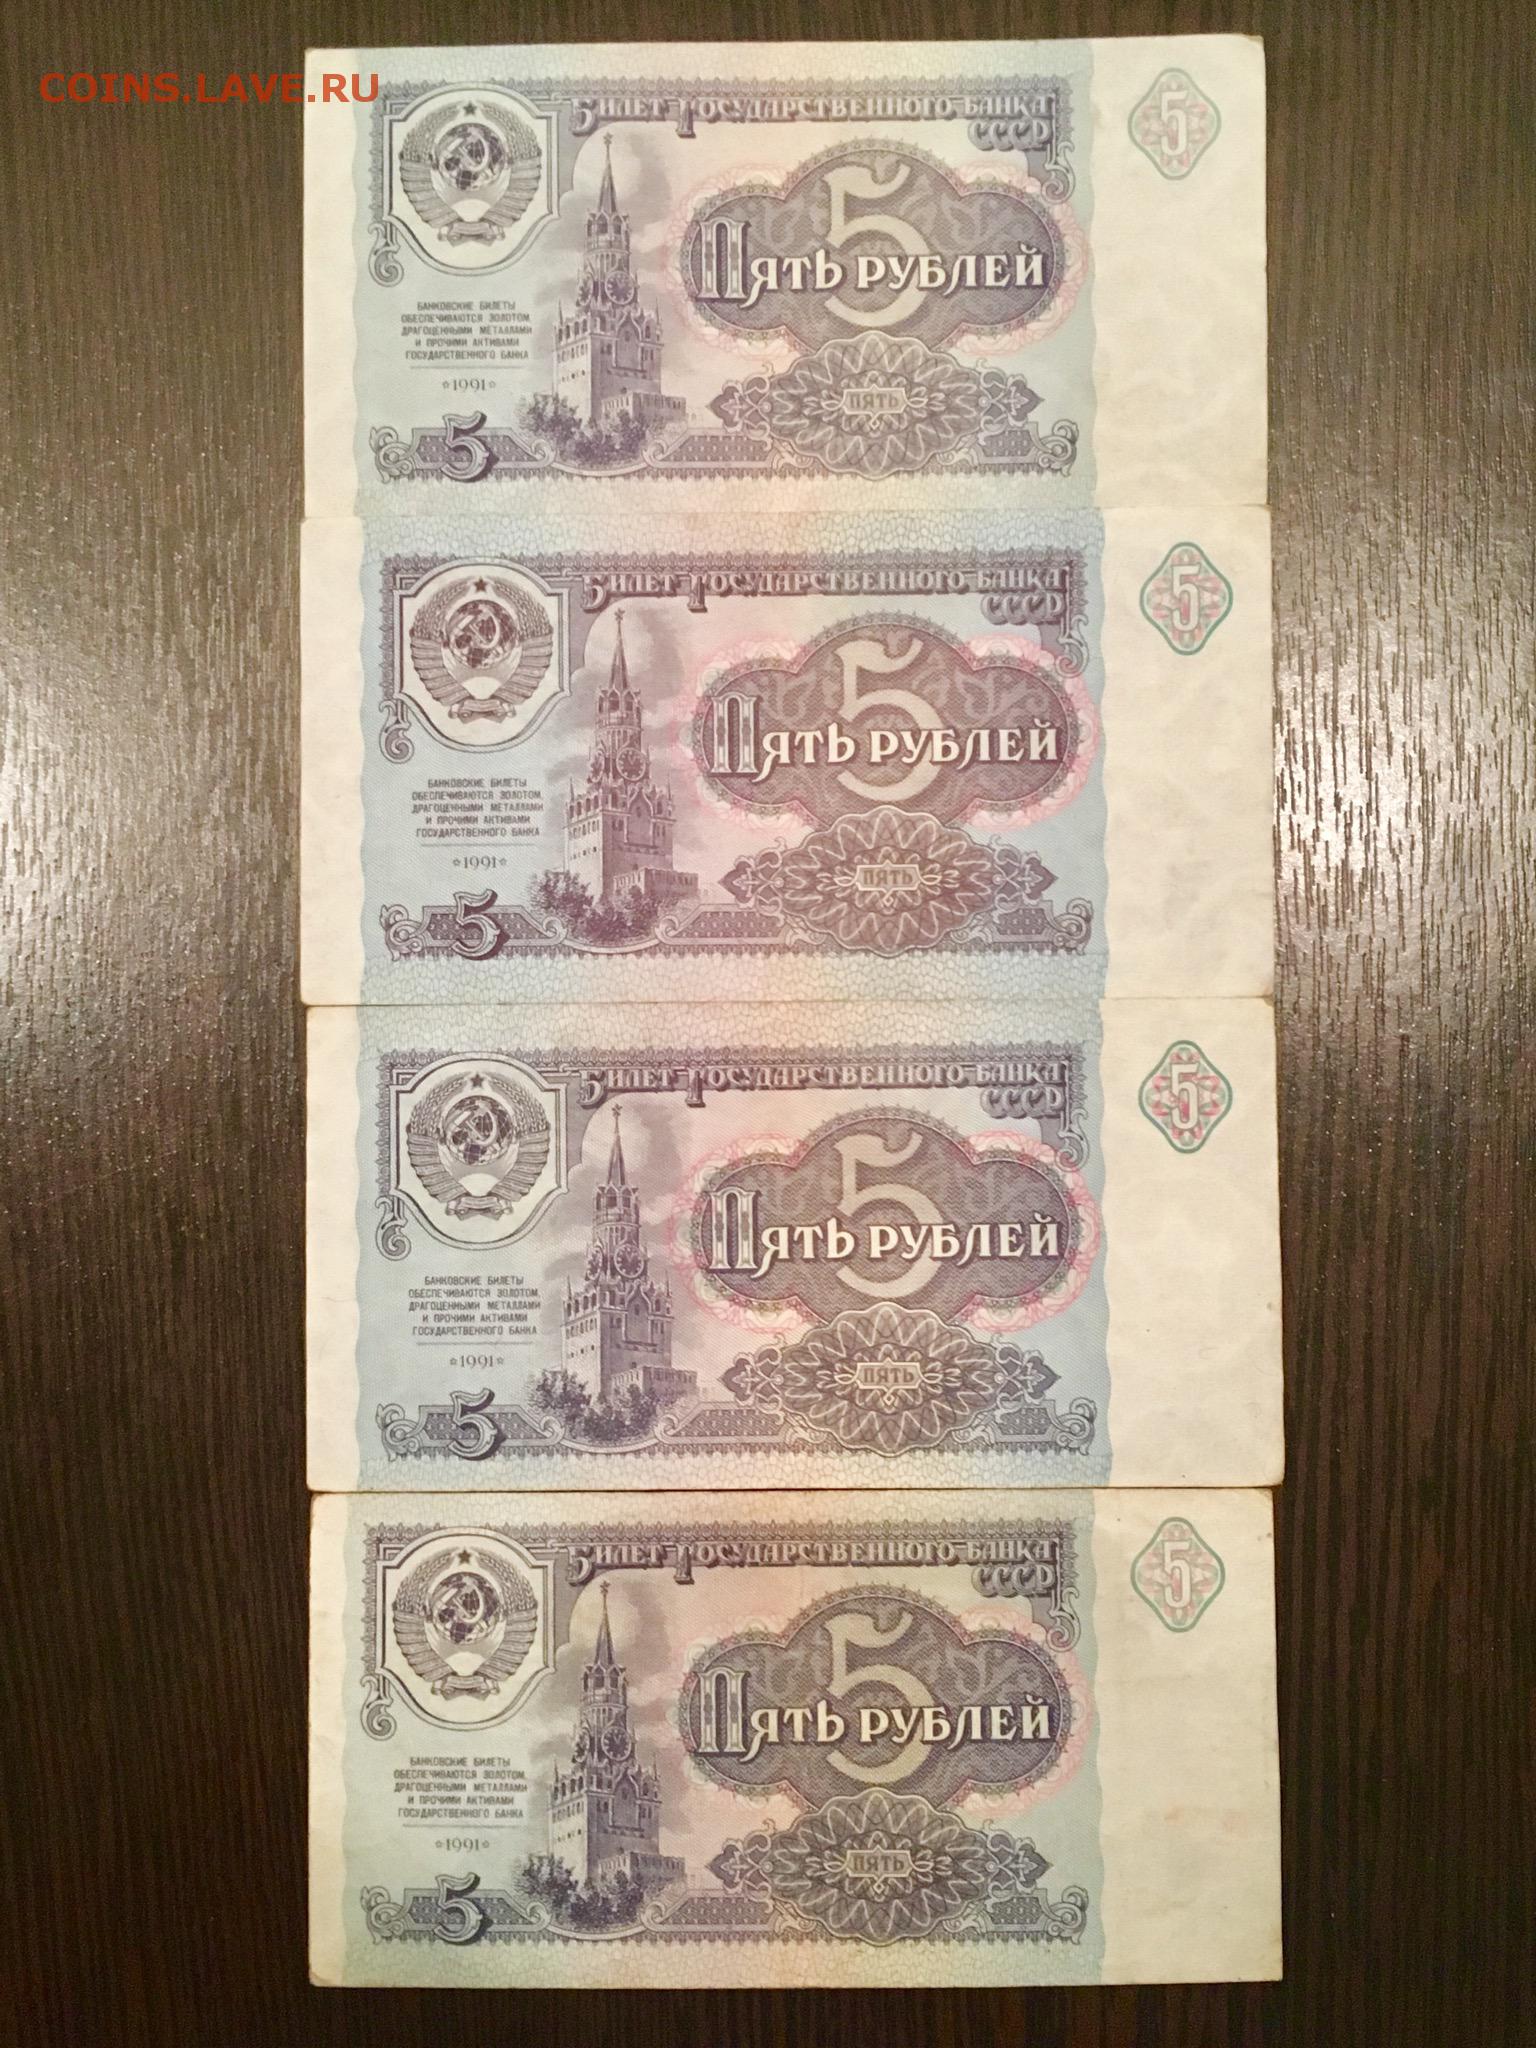 COINS.LAVE.RU
БИЛЕТ ГОСУДАРСТВЕННОГО БАНКА
СССР
5
5
ПЯТЬ РУБЛЕЙ
БАНКОВСКИЕ БИЛЕТЫ
ОБЕСПЕЧИВАЮТСЯ ЗОЛОТОМ,
ДРАГОЦЕННЫМИ МЕТАЛЛАМИ
И ПРОЧИМИ АКТИВАМИ
ГОСУДАРСТВЕННОГО БАНКА
1991
ПЯТЬ
5
БИЛЕТ ГОСУДАРСТВЕННОГО БАНКА
СССР
5
5
ПЯТЬ РУБЛЕЙ
БАНКОВСКИЕ БИЛЕТЫ
ОБЕСПЕЧИВАЮТСЯ ЗОЛОТОМ,
ДРАГОЦЕННЫМИ МЕТАЛЛАМИ
И ПРОЧИМИ АКТИВАМИ
ГОСУДАРСТВЕННОГО БАНКА
1991
ПЯТЬ
5
БИЛЕТ ГОСУДАРСТВЕННОГО БАНКА
СССР
5
5
ПЯТЬ РУБЛЕЙ
БАНКОВСКИЕ БИЛЕТЫ
ОБЕСПЕЧИВАЮТСЯ ЗОЛОТОМ,
ДРАГОЦЕННЫМИ МЕТАЛЛАМИ
И ПРОЧИМИ АКТИВАМИ
ГОСУДАРСТВЕННОГО БАНКА
1991
ПЯТЬ
5
БИЛЕТ ГОСУДАРСТВЕННОГО БАНКА
СССР
5
5
ПЯТЬ РУБЛЕЙ
БАНКОВСКИЕ БИЛЕТЫ
ОБЕСПЕЧИВАЮТСЯ ЗОЛОТОМ,
ДРАГОЦЕННЫМИ МЕТАЛЛАМИ
И ПРОЧИМИ АКТИВАМИ
ГОСУДАРСТВЕННОГО БАНКА
1991
ПЯТЬ
5